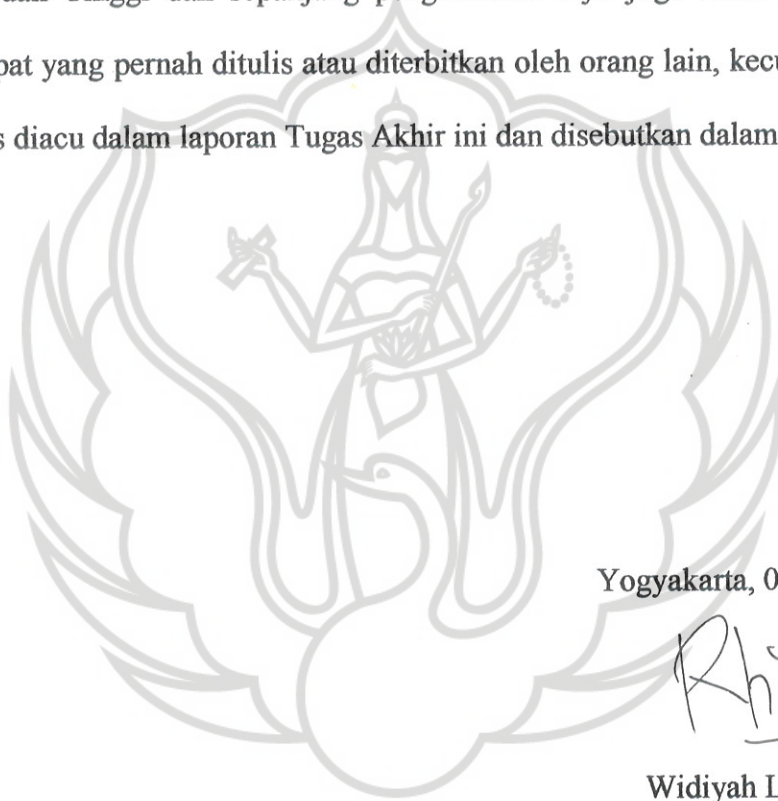 pat yang pernah ditulis atau diterbitkan oleh orang lain, kecu
s diacu dalam laporan Tugas Akhir ini dan disebutkan dalam
Yogyakarta, 0
Rhi
Widiyah L